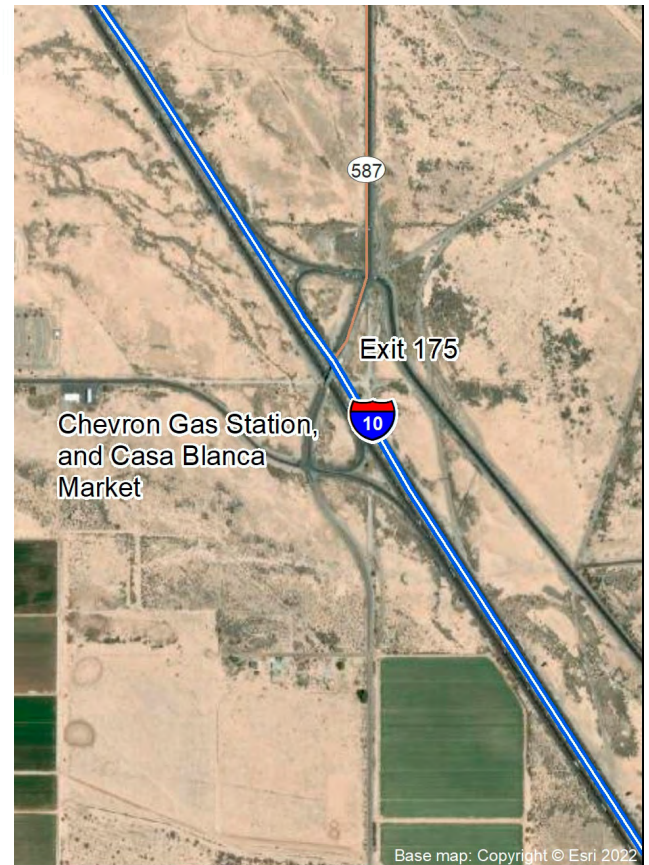 587
Exit 175
10
Chevron Gas Station,
and Casa Blanca
Market
Base map: Copyright © Esri 2022